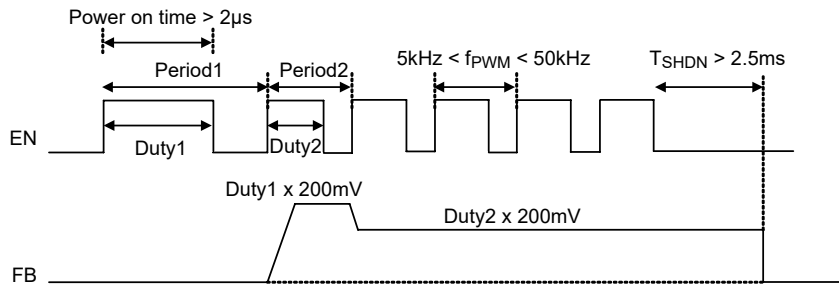 Power on time > 2μs
Period1
Period2
5kHz < fPWM < 50kHz
TSHDN > 2.5ms
EN
Duty1
Duty2
Duty1 x 200mV
Duty2 x 200mV
FB